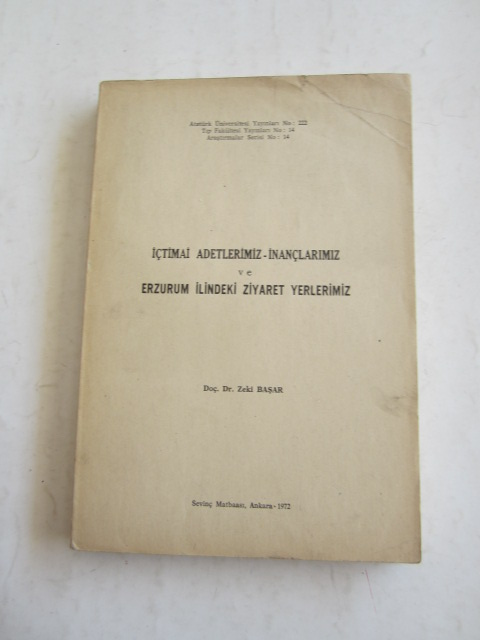 Atatürk Üniversitesi Yayınları No: 222
Tıp Fakültesi Yayınları No: 14
Araştırmalar Serisi No: 14
İÇTİMAİ ADETLERİMİZ-İNANÇLARIMIZ
ve
ERZURUM İLİNDEKİ ZİYARET YERLERİMİZ
Doç. Dr. Zeki BAŞAR
Sevinç Matbaası, Ankara-1972